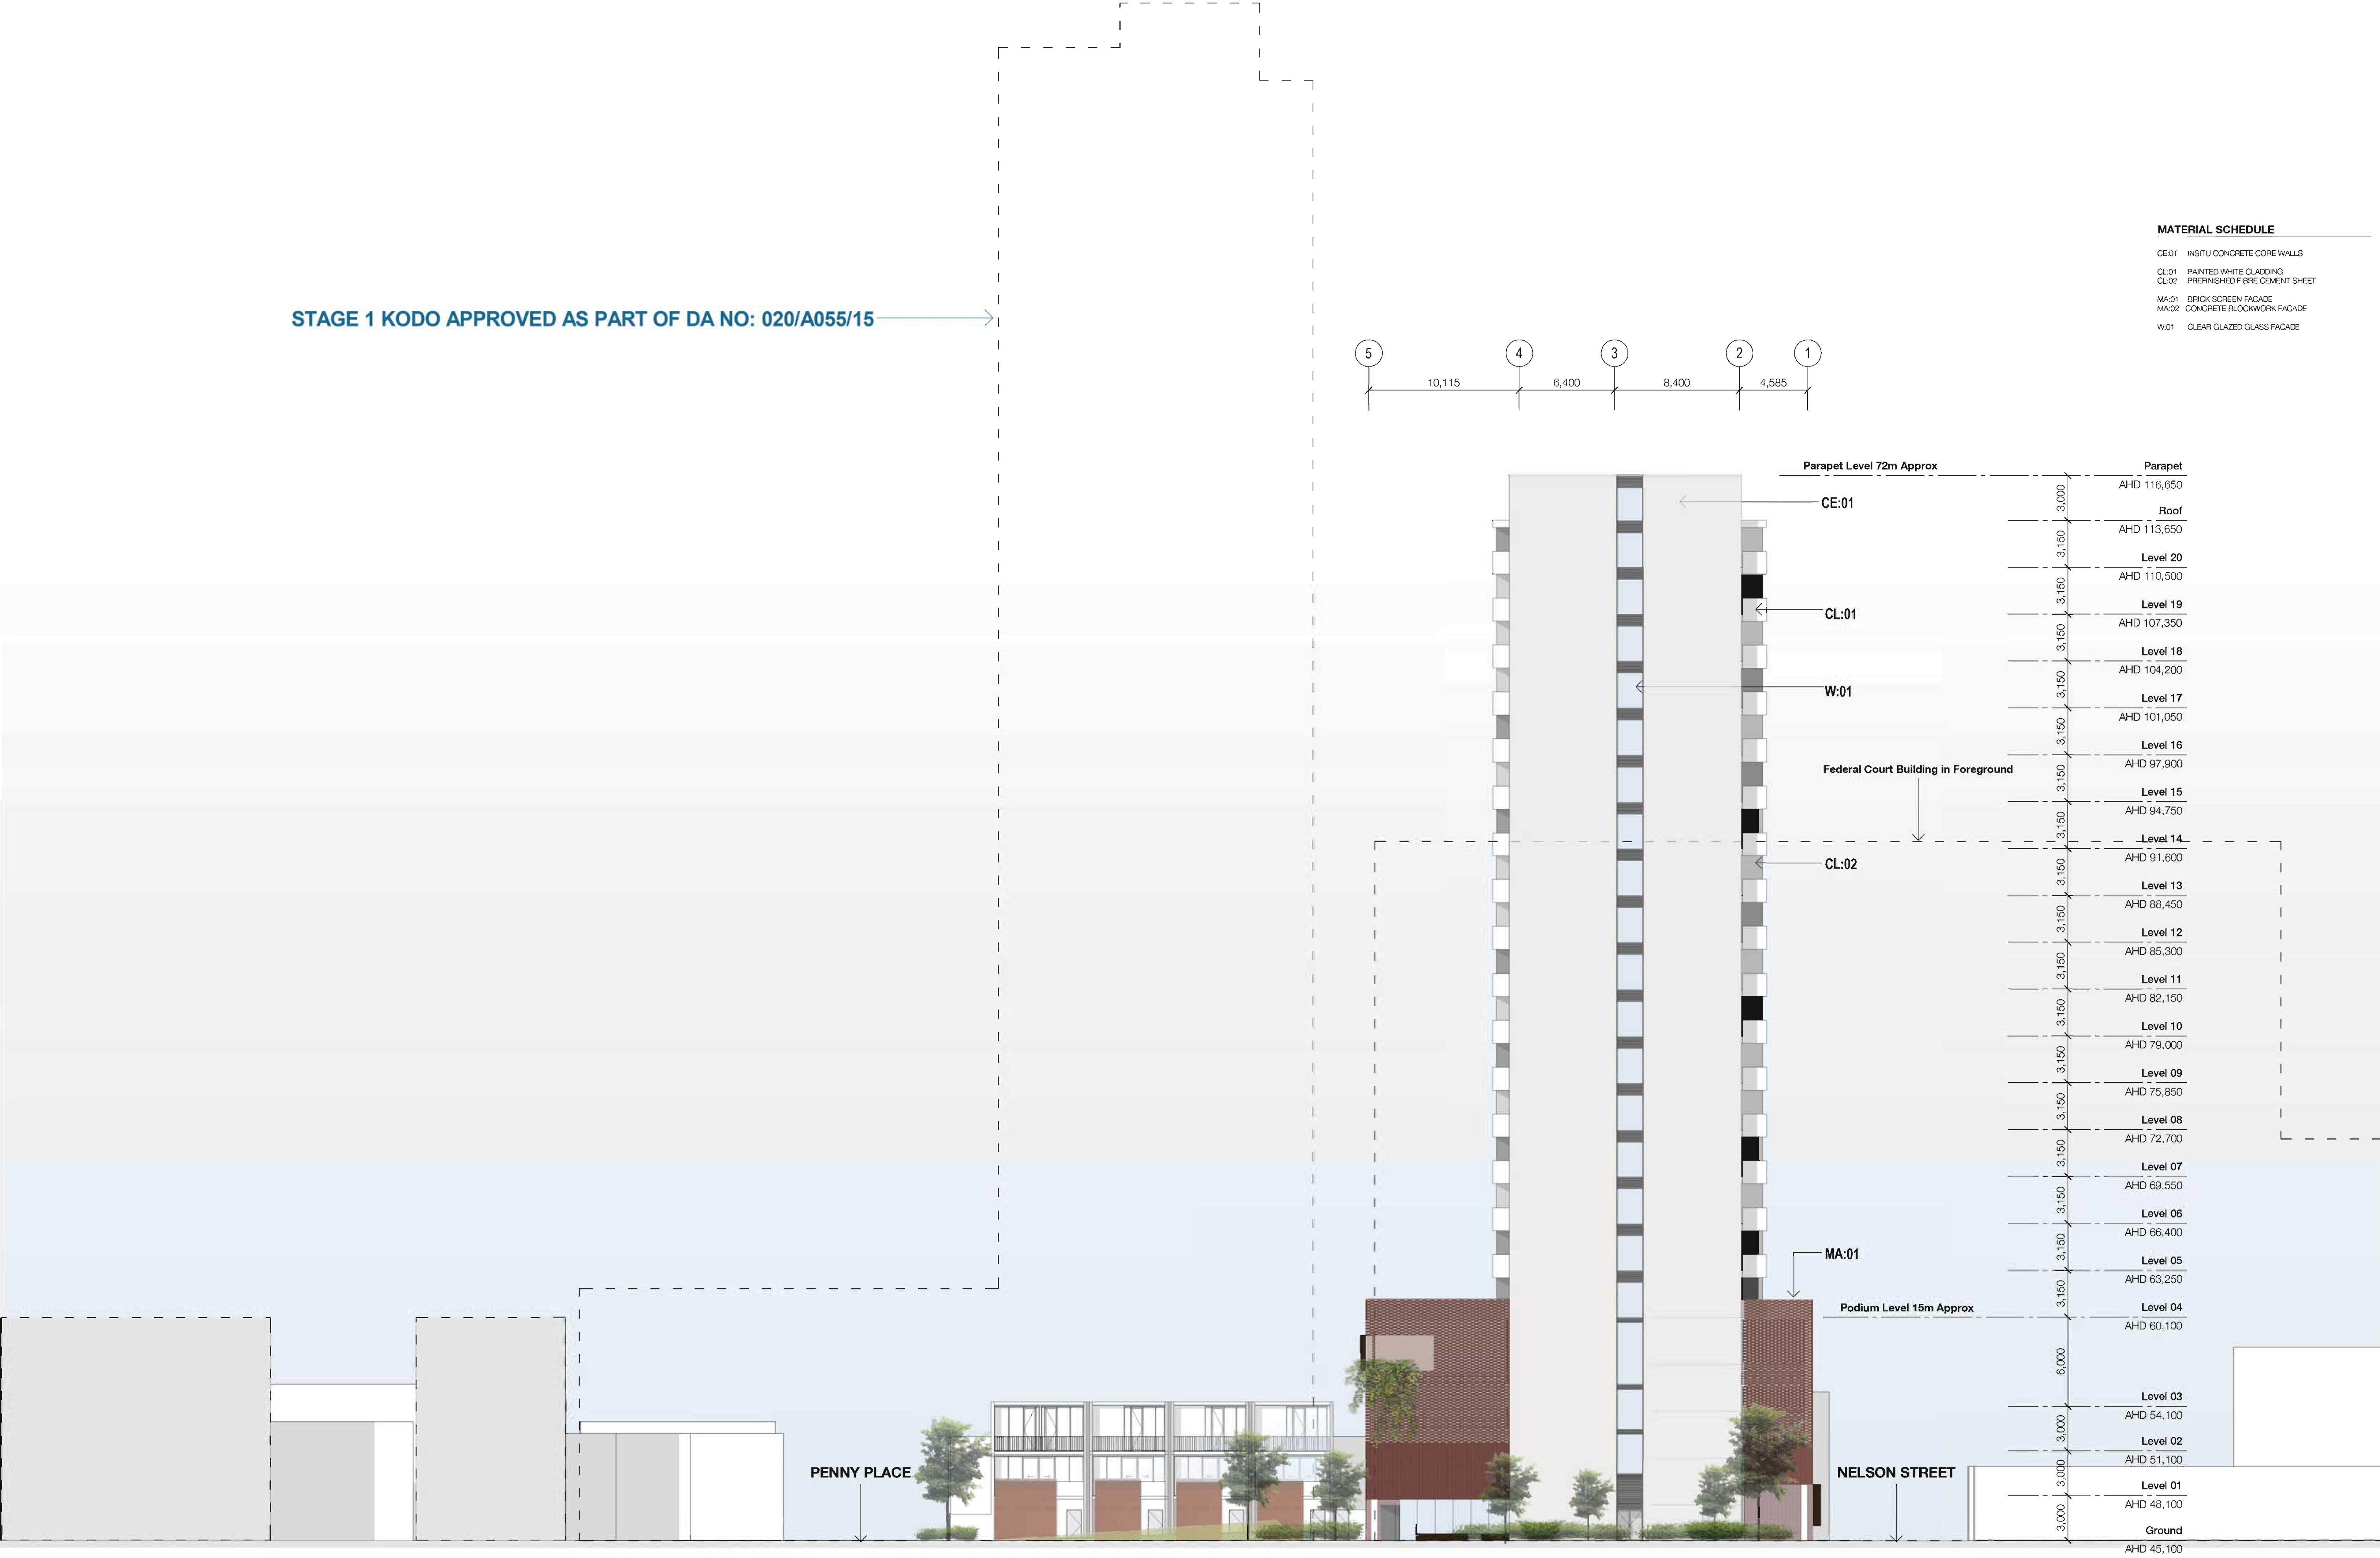 MATERIAL SCHEDULE
CE:01 INSITU CONCRETE CORE WALLS
CL:01 PAINTED WHITE CLADDING
CL:02 PREFINISHED FIBRE CEMENT SHEET
MA:01 BRICK SCREEN FACADE
MA:02 CONCRETE BLOCKWORK FACADE
W:01 CLEAR GLAZED GLASS FACADE
STAGE 1 KODO APPROVED AS PART OF DA NO: 020/A055/15
5 4 3 2 1
10,115 6,400 8,400 4,585
Parapet Level 72m Approx
Parapet
AHD 116,650
3,000
CE:01
Roof
AHD 113,650
3,150
Level 20
AHD 110,500
3,150
Level 19
AHD 107,350
CL:01
3,150
Level 18
AHD 104,200
3,150
W:01
Level 17
AHD 101,050
3,150
Level 16
AHD 97,900
3,150
Federal Court Building in Foreground
Level 15
AHD 94,750
3,150
Level 14
AHD 91,600
CL:02
3,150
Level 13
AHD 88,450
3,150
Level 12
AHD 85,300
3,150
Level 11
AHD 82,150
3,150
Level 10
AHD 79,000
3,150
Level 09
AHD 75,850
3,150
Level 08
AHD 72,700
3,150
Level 07
AHD 69,550
3,150
Level 06
AHD 66,400
3,150
MA:01
Level 05
AHD 63,250
3,150
Podium Level 15m Approx
Level 04
AHD 60,100
6,000
Level 03
AHD 54,100
3,000
Level 02
AHD 51,100
3,000
PENNY PLACE
NELSON STREET
Level 01
AHD 48,100
3,000
Ground
AHD 45,100